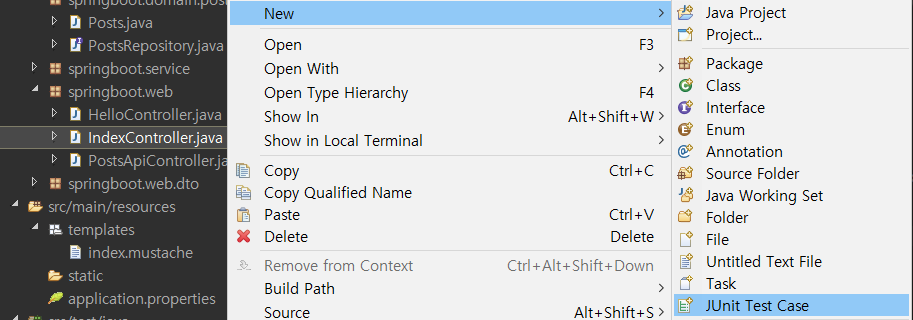 springboot.domain.pos
Posts.java
PostsRepository.java
springboot.service
springboot.web
HelloController.java
IndexController.java
PostsApiController.ja
springboot.web.dto
src/main/resources
templates
index.mustache
static
application.properties
src/test/java
New
Open F3
Open With
Open Type Hierarchy F4
Show In Alt+Shift+W
Show in Local Terminal
Copy Ctrl+C
Copy Qualified Name
Paste Ctrl+V
Delete Delete
Remove from Context Ctrl+Alt+Shift+Down
Build Path
Source Alt+Shift+S
Java Project
Project...
Package
Class
Interface
Enum
Annotation
Source Folder
Java Working Set
Folder
File
Untitled Text File
Task
JUnit Test Case